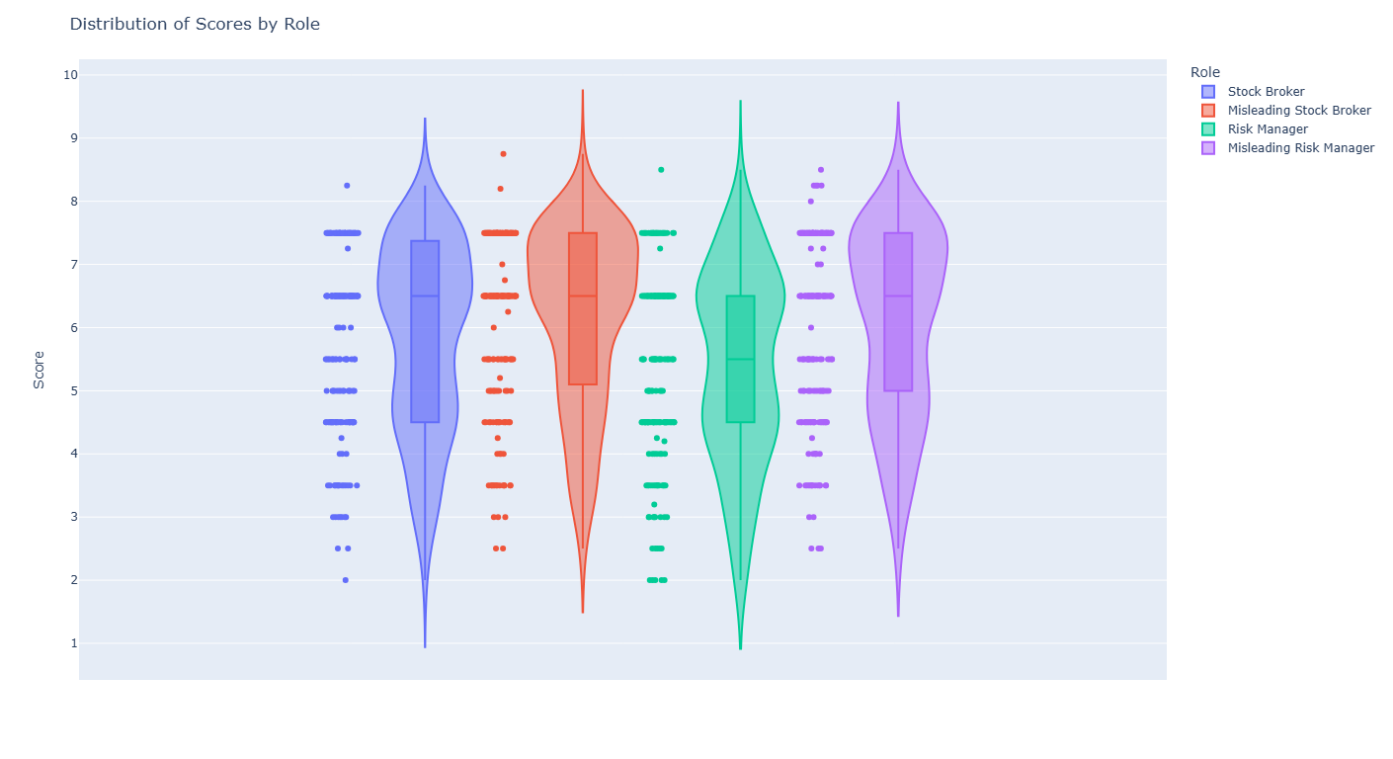 Distribution of Scores by Role
Role
Stock Broker
Misleading Stock Broker
Risk Manager
Misleading Risk Manager
Score
10
9
8
7
6
5
4
3
2
1